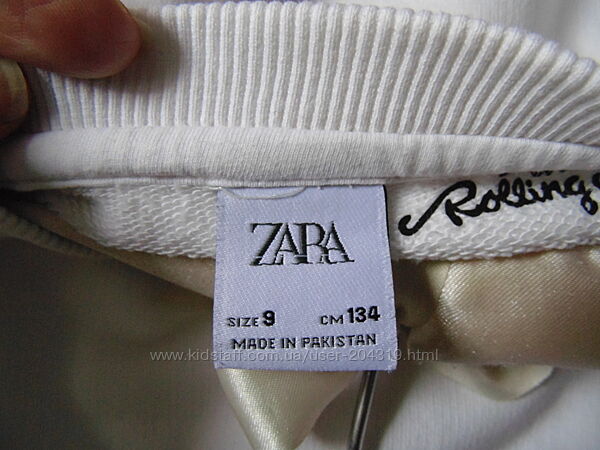 Rolling
ZARA
SIZE 9 CM 134
MADE IN PAKISTAN
www.kidstaff.com.ua/user-204319.html